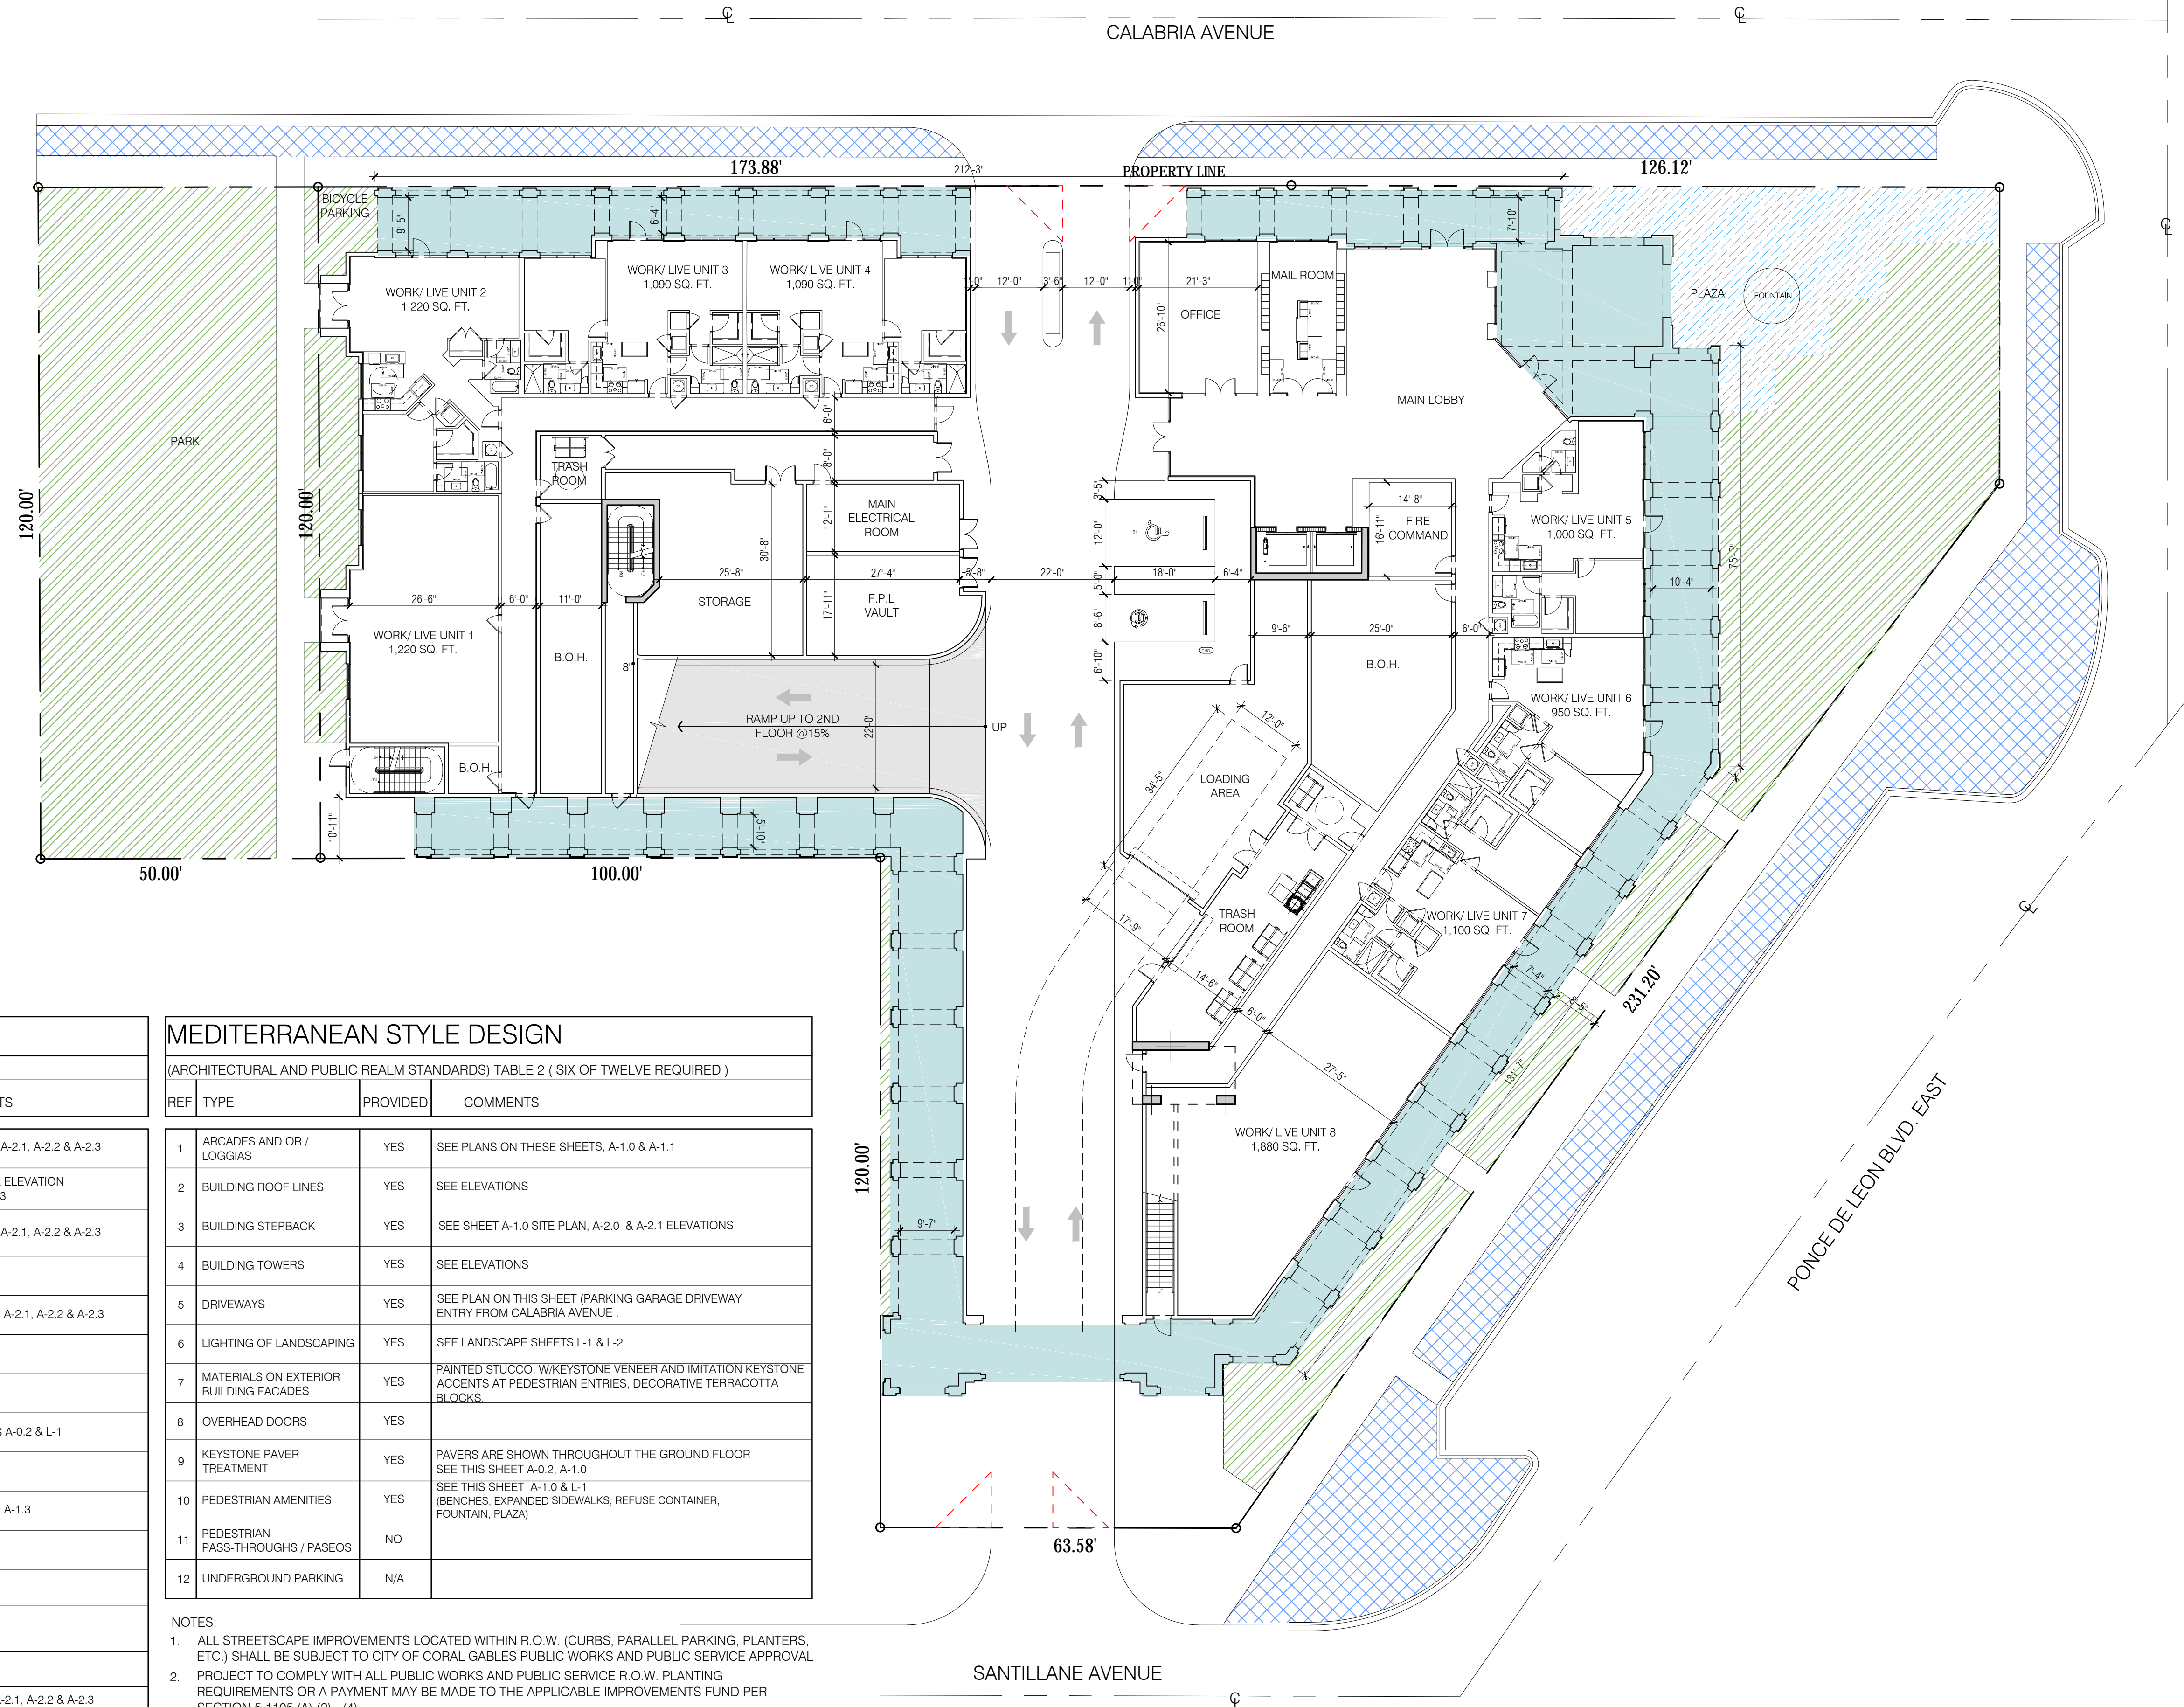 CALABRIA AVENUE
173.88'
212'-3"
PROPERTY LINE
126.12'
BICYCLE
PARKING
9'-5"
6'-4"
7'-10"
WORK/ LIVE UNIT 2
1,220 SQ. FT.
WORK/ LIVE UNIT 3
1,090 SQ. FT.
WORK/ LIVE UNIT 4
1,090 SQ. FT.
12'-0"
3'-6"
12'-0"
1'-0"
21'-3"
26'-10"
OFFICE
MAIL ROOM
PLAZA
FOUNTAIN
MAIN LOBBY
PARK
120.00'
120.00'
6'-0"
8'-0"
TRASH
ROOM
MAIN
ELECTRICAL
ROOM
12'-1"
30'-8"
25'-8"
STORAGE
27'-4"
F.P.L
VAULT
17'-11"
5'-8"
22'-0"
3'-5"
12'-0"
5'-0"
18'-0"
6'-4"
8'-6"
6'-10"
14'-8"
16'-11"
FIRE
COMMAND
WORK/ LIVE UNIT 5
1,000 SQ. FT.
75'-3"
10'-4"
26'-6"
6'-0"
11'-0"
WORK/ LIVE UNIT 1
1,220 SQ. FT.
B.O.H.
8'
9'-6"
25'-0"
6'-0"
B.O.H.
RAMP UP TO 2ND
FLOOR @15%
22'-0"
UP
WORK/ LIVE UNIT 6
950 SQ. FT.
12'-0"
34'-5"
LOADING
AREA
UP
DN
B.O.H.
10'-11"
5'-10"
50.00'
100.00'
17'-9"
TRASH
ROOM
14'-6"
6'-0"
WORK/ LIVE UNIT 7
1,100 SQ. FT.
7'-4"
8'-5"
231.20'
131'-7"
27'-5"
WORK/ LIVE UNIT 8
1,880 SQ. FT.
120.00'
9'-7"
UP
63.58'
PONCE DE LEON BLVD. EAST
SANTILLANE AVENUE
TS
A-2.1, A-2.2 & A-2.3
ELEVATION
3
A-2.1, A-2.2 & A-2.3
A-2.1, A-2.2 & A-2.3
A-0.2 & L-1
A-1.3
-2.1, A-2.2 & A-2.3
MEDITERRANEAN STYLE DESIGN
(ARCHITECTURAL AND PUBLIC REALM STANDARDS) TABLE 2 ( SIX OF TWELVE REQUIRED )
REF TYPE PROVIDED COMMENTS
1 ARCADES AND OR /
LOGGIAS YES SEE PLANS ON THESE SHEETS, A-1.0 & A-1.1
2 BUILDING ROOF LINES YES SEE ELEVATIONS
3 BUILDING STEPBACK YES SEE SHEET A-1.0 SITE PLAN, A-2.0 & A-2.1 ELEVATIONS
4 BUILDING TOWERS YES SEE ELEVATIONS
5 DRIVEWAYS YES SEE PLAN ON THIS SHEET (PARKING GARAGE DRIVEWAY
ENTRY FROM CALABRIA AVENUE .
6 LIGHTING OF LANDSCAPING YES SEE LANDSCAPE SHEETS L-1 & L-2
7 MATERIALS ON EXTERIOR
BUILDING FACADES YES PAINTED STUCCO, W/KEYSTONE VENEER AND IMITATION KEYSTONE
ACCENTS AT PEDESTRIAN ENTRIES, DECORATIVE TERRACOTTA
BLOCKS.
8 OVERHEAD DOORS YES
9 KEYSTONE PAVER
TREATMENT YES PAVERS ARE SHOWN THROUGHOUT THE GROUND FLOOR
SEE THIS SHEET A-0.2, A-1.0
10 PEDESTRIAN AMENITIES YES SEE THIS SHEET A-1.0 & L-1
(BENCHES, EXPANDED SIDEWALKS, REFUSE CONTAINER,
FOUNTAIN, PLAZA)
11 PEDESTRIAN
PASS-THROUGHS / PASEOS NO
12 UNDERGROUND PARKING N/A
NOTES:
1. ALL STREETSCAPE IMPROVEMENTS LOCATED WITHIN R.O.W. (CURBS, PARALLEL PARKING, PLANTERS,
ETC.) SHALL BE SUBJECT TO CITY OF CORAL GABLES PUBLIC WORKS AND PUBLIC SERVICE APPROVAL
2. PROJECT TO COMPLY WITH ALL PUBLIC WORKS AND PUBLIC SERVICE R.O.W. PLANTING
REQUIREMENTS OR A PAYMENT MAY BE MADE TO THE APPLICABLE IMPROVEMENTS FUND PER
SECTION 5-1105 (A) (2) - (4)